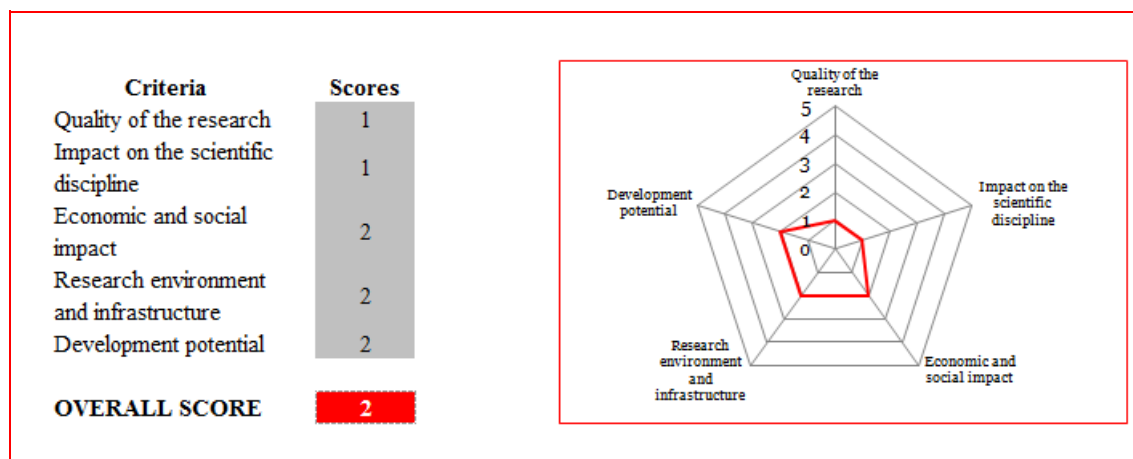 Criteria Scores
Quality of the research 1
Impact on the scientific
discipline 1
Economic and social
impact 2
Research environment
and infrastructure 2
Development potential 2
OVERALL SCORE 2
Quality of the
research
5
4
3
2
1
0
Impact on the
scientific
discipline
Economic and
social impact
Research
environment
and
infrastructure
Development
potential